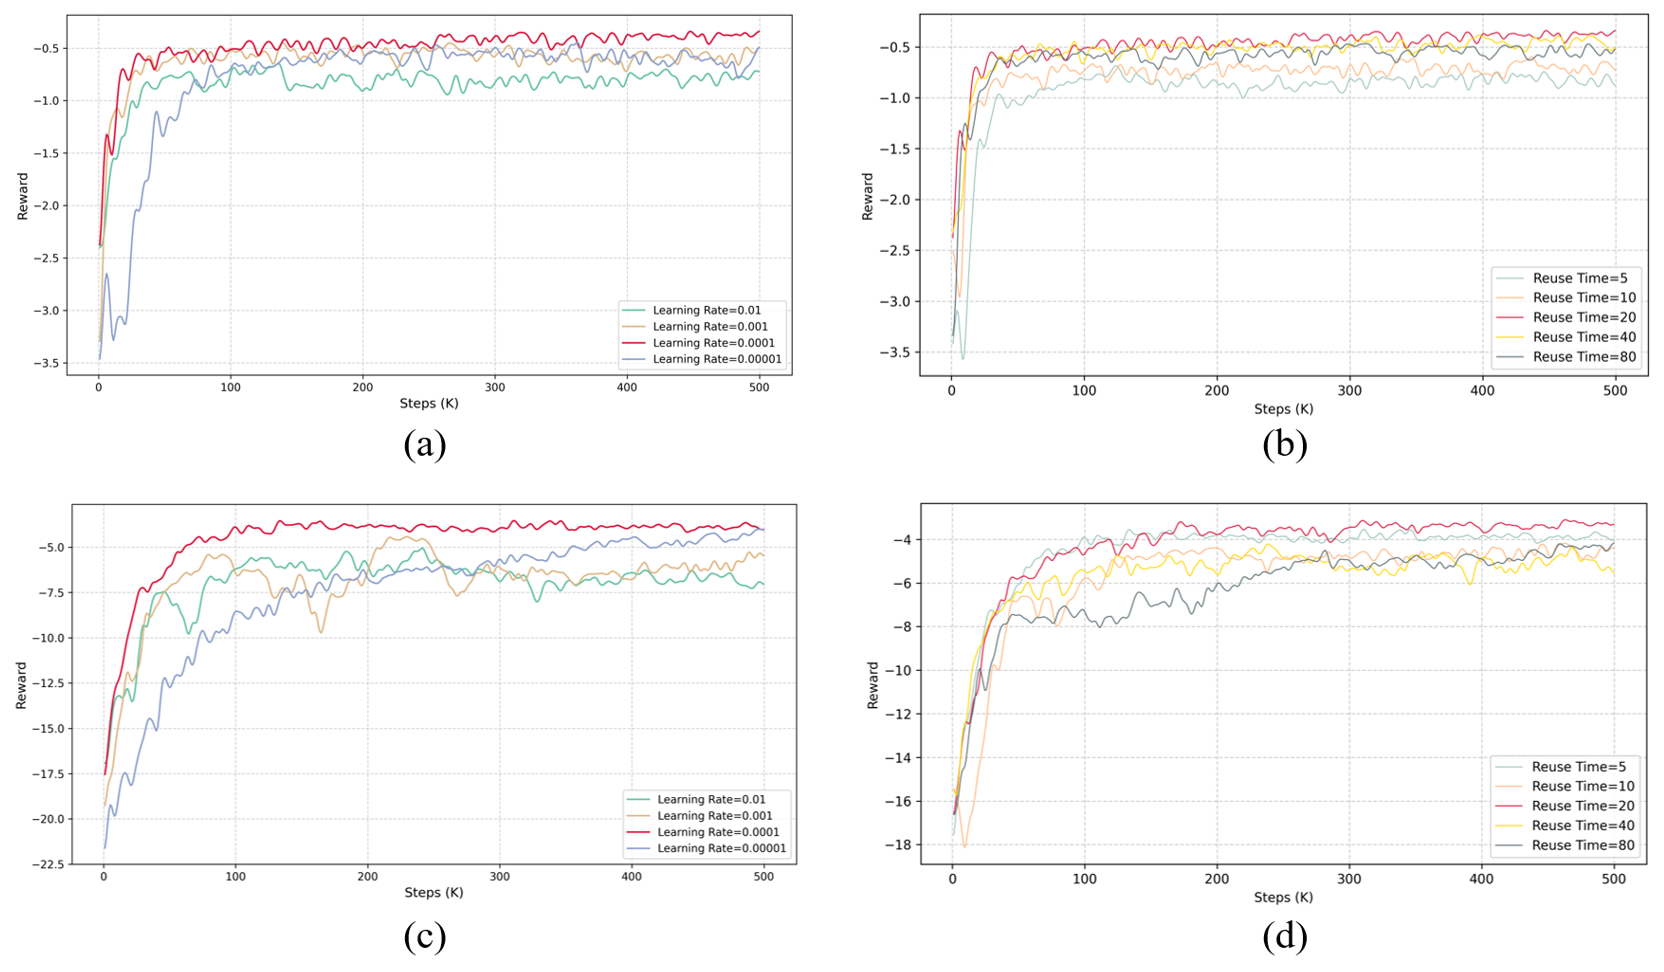 −0.5
−1.0
−1.5
−2.0
−2.5
−3.0
−3.5
Reward
0 100 200 300 400 500
Steps (K)
Learning Rate=0.01
Learning Rate=0.001
Learning Rate=0.0001
Learning Rate=0.00001
(a)
−0.5
−1.0
−1.5
−2.0
−2.5
−3.0
−3.5
Reward
0 100 200 300 400 500
Steps (K)
Reuse Time=5
Reuse Time=10
Reuse Time=20
Reuse Time=40
Reuse Time=80
(b)
−5.0
−7.5
−10.0
−12.5
−15.0
−17.5
−20.0
−22.5
Reward
0 100 200 300 400 500
Steps (K)
Learning Rate=0.01
Learning Rate=0.001
Learning Rate=0.0001
Learning Rate=0.00001
(c)
−4
−6
−8
−10
−12
−14
−16
−18
Reward
0 100 200 300 400 500
Steps (K)
Reuse Time=5
Reuse Time=10
Reuse Time=20
Reuse Time=40
Reuse Time=80
(d)